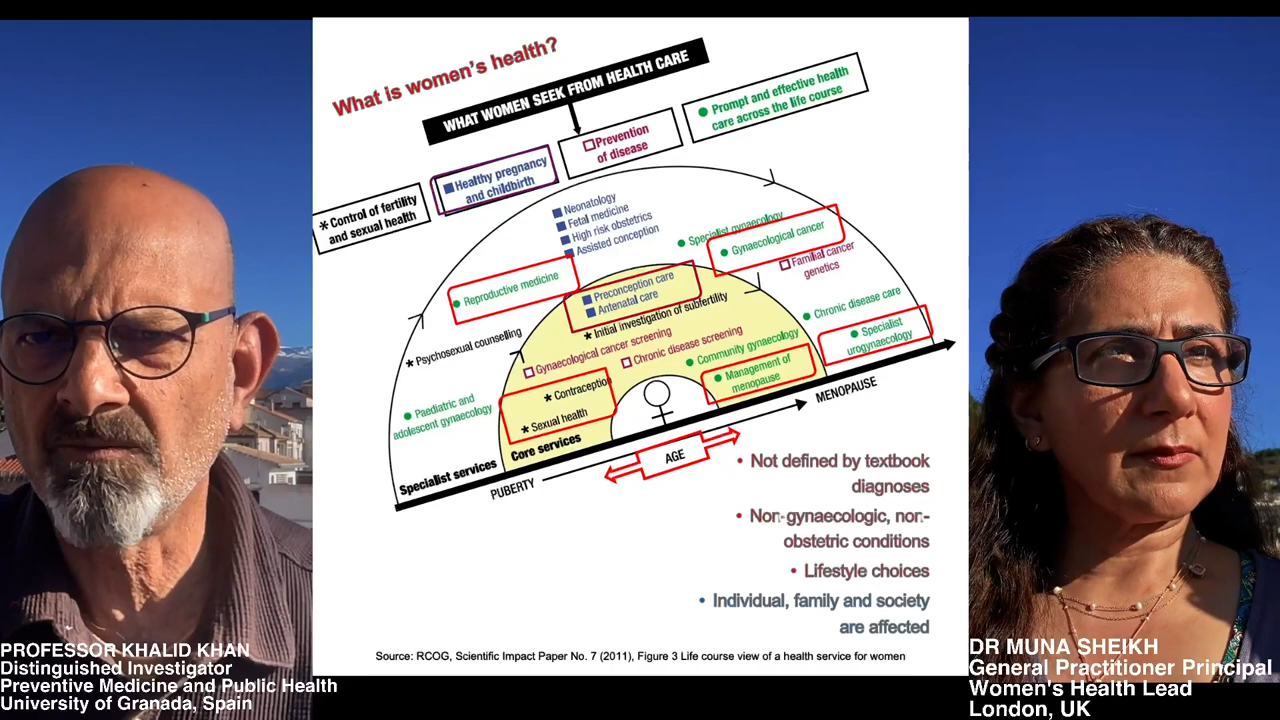 What is women's health?
WHAT WOMEN SEEK FROM HEALTH CARE
Prompt and effective health
care across the life course
Prevention
of disease
Healthy pregnancy
and childbirth
* Control of fertility
and sexual health
Neonatology
Fetal medicine
High risk obstetrics
Assisted conception
Specialist gynaecology
Gynaecological cancer
Familial cancer
genetics
Reproductive medicine
Preconception care
Antenatal care
* Initial investigation of subfertility
Chronic disease care
* Psychosexual counselling
Gynaecological cancer screening
Chronic disease screening
Community gynaecology
Specialist
urogynaecology
Management of
menopause
* Contraception
* Sexual health
Paediatric and
adolescent gynaecology
Core services
Specialist services
PUBERTY
AGE
MENOPAUSE
• Not defined by textbook
diagnoses
• Non-gynaecologic, non-
obstetric conditions
• Lifestyle choices
• Individual, family and society
are affected
Source: RCOG, Scientific Impact Paper No. 7 (2011), Figure 3 Life course view of a health service for women
PROFESSOR KHALID KHAN
Distinguished Investigator
Preventive Medicine and Public Health
University of Granada, Spain
DR MUNA SHEIKH
General Practitioner Principal
Women's Health Lead
London, UK